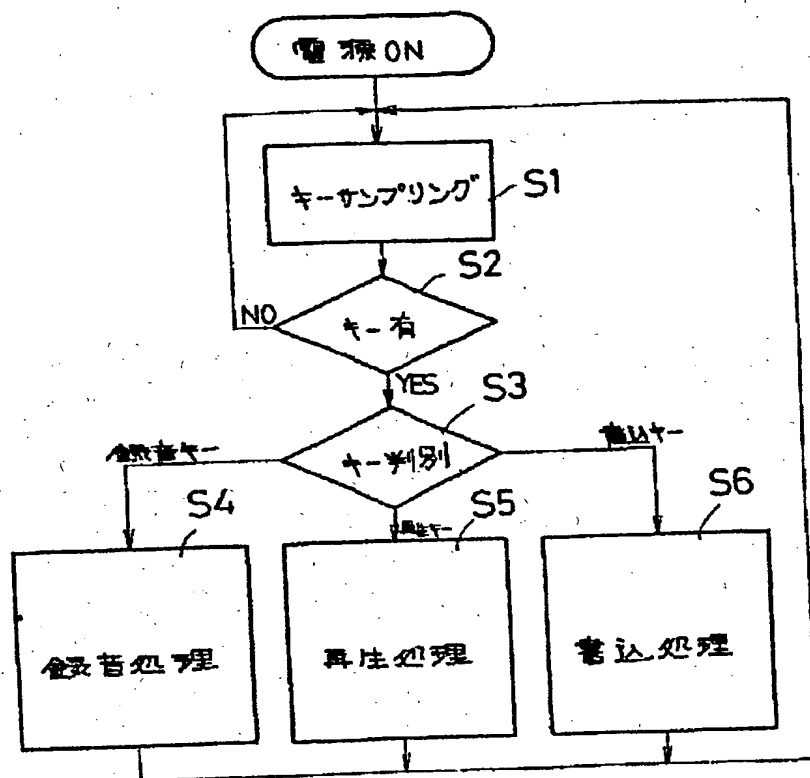 電源ON
キーサンプリング
S1
S2
キー有
NO
YES
S3
キー判別
録音キー
書込キー
再生キー
S4
S5
S6
録音処理
再生処理
書込処理